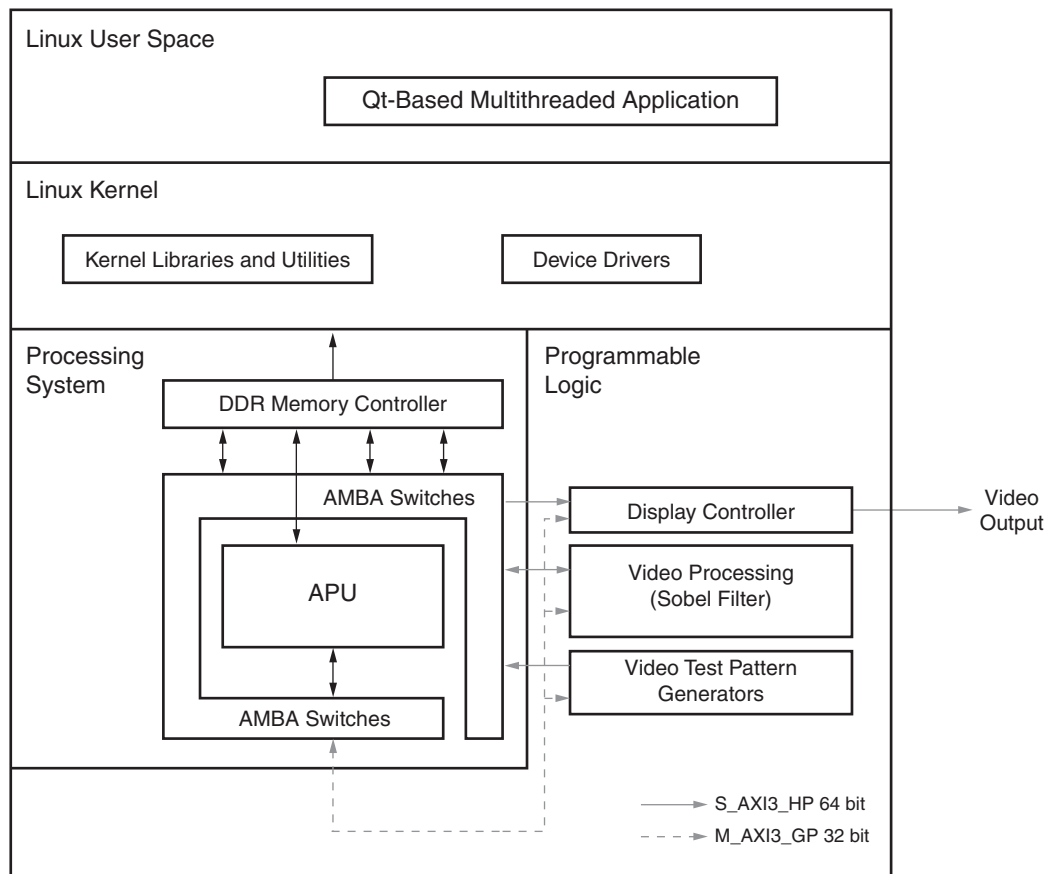 Linux User Space
Qt-Based Multithreaded Application
Linux Kernel
Kernel Libraries and Utilities
Device Drivers
Processing
System
Programmable
Logic
DDR Memory Controller
AMBA Switches
Display Controller
Video
Output
Video Processing
(Sobel Filter)
APU
Video Test Pattern
Generators
AMBA Switches
S_AXI3_HP 64 bit
M_AXI3_GP 32 bit